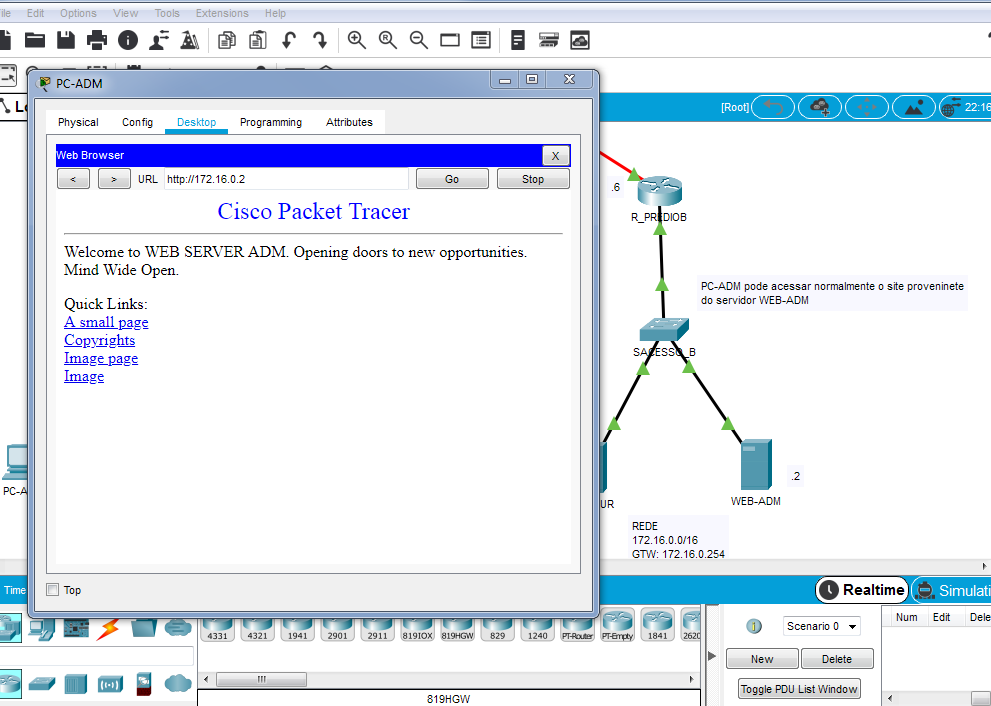 File Edit Options View Tools Extensions Help
PC-ADM
Physical Config Desktop Programming Attributes
Web Browser X
< > URL http://172.16.0.2 Go Stop
Cisco Packet Tracer
Welcome to WEB SERVER ADM. Opening doors to new opportunities.
Mind Wide Open.
Quick Links:
A small page
Copyrights
Image page
Image
Top
[Root] 22:16
.6
R_PREDIOB
PC-ADM pode acessar normalmente o site proveninete
do servidor WEB-ADM
SACESSO_B
PC-A
UR
WEB-ADM
.2
REDE
172.16.0.0/16
GTW: 172.16.0.254
Time
Realtime
Simulati
4331 4321 1941 2901 2911 819IOX 819HGW 829 1240 PT-Router PT-Empty 1841 2620
819HGW
Scenario 0
New Delete
Toggle PDU List Window
Num Edit Dele